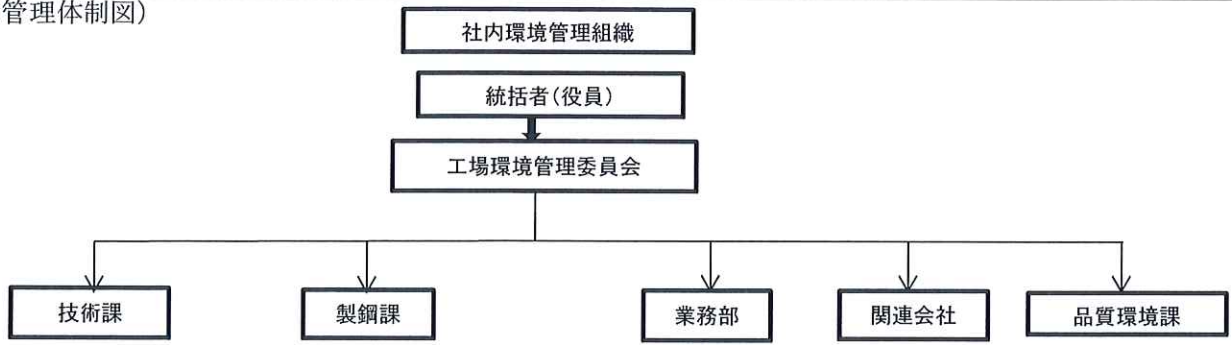 管理体制図）
社内環境管理組織
統括者（役員）
工場環境管理委員会
技術課
製鋼課
業務部
関連会社
品質環境課